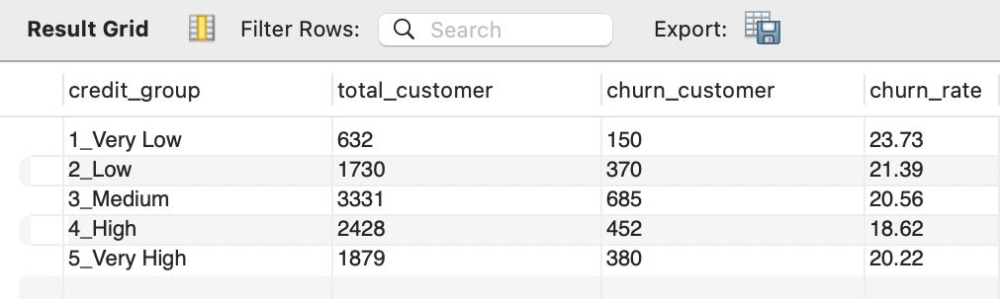 Result Grid Filter Rows: Search Export:
credit_group total_customer churn_customer churn_rate
1_Very Low 632 150 23.73
2_Low 1730 370 21.39
3_Medium 3331 685 20.56
4_High 2428 452 18.62
5_Very High 1879 380 20.22